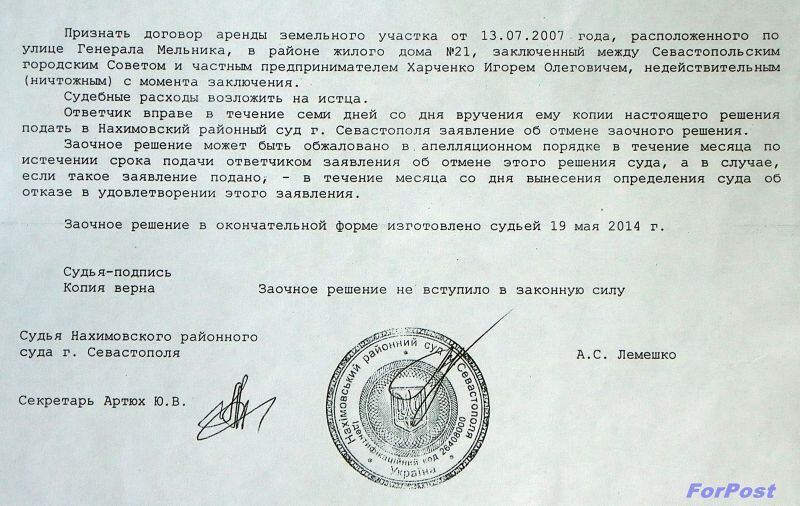 Признать договор аренды земельного участка от 13.07.2007 года, расположенного по
улице Генерала Мельника, в районе жилого дома №21, заключенный между Севастопольским
городским Советом и частным предпринимателем Харченко Игорем Олеговичем, недействительным
(ничтожным) с момента заключения.
Судебные расходы возложить на истца.
Ответчик вправе в течение семи дней со дня вручения ему копии настоящего решения
подать в Нахимовский районный суд г. Севастополя заявление об отмене заочного решения.
Заочное решение может быть обжаловано в апелляционном порядке в течение месяца по
истечении срока подачи ответчиком заявления об отмене этого решения суда, а в случае,
если такое заявление подано, - в течение месяца со дня вынесения определения суда об
отказе в удовлетворении этого заявления.
Заочное решение в окончательной форме изготовлено судьей 19 мая 2014 г.
Судья-подпись
Копия верна Заочное решение не вступило в законную силу
Судья Нахимовского районного
суда г. Севастополя А.С. Лемешко
Секретарь Артюх Ю.В.
Нахімовський районний суд м. Севастополя
Ідентифікаційний код 26408000
* Україна *
ForPost